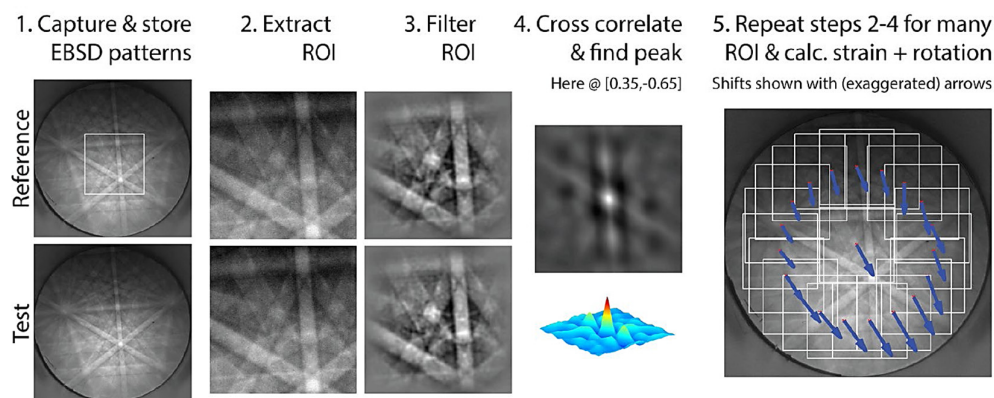 1. Capture & store
EBSD patterns
2. Extract
ROI
3. Filter
ROI
4. Cross correlate
& find peak
Here @ [0.35,-0.65]
5. Repeat steps 2-4 for many
ROI & calc. strain + rotation
Shifts shown with (exaggerated) arrows
Reference
Test